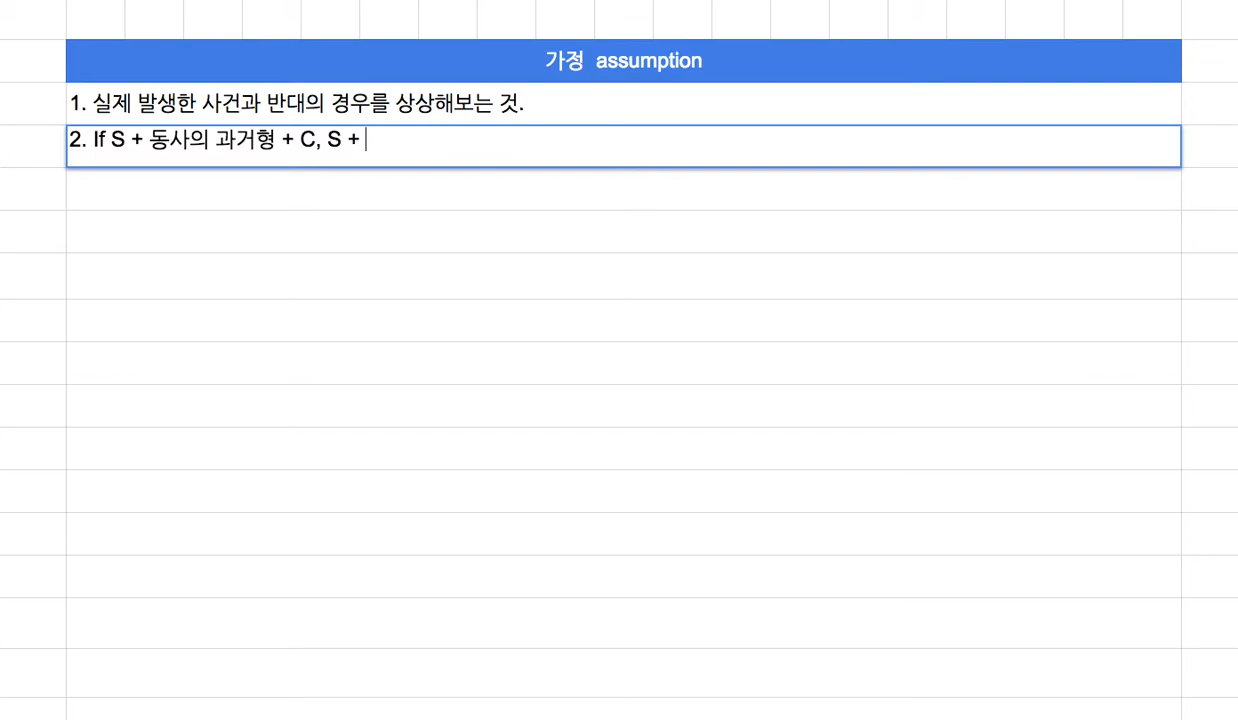 가정 assumption
1. 실제 발생한 사건과 반대의 경우를 상상해보는 것.
2. If S + 동사의 과거형 + C, S +